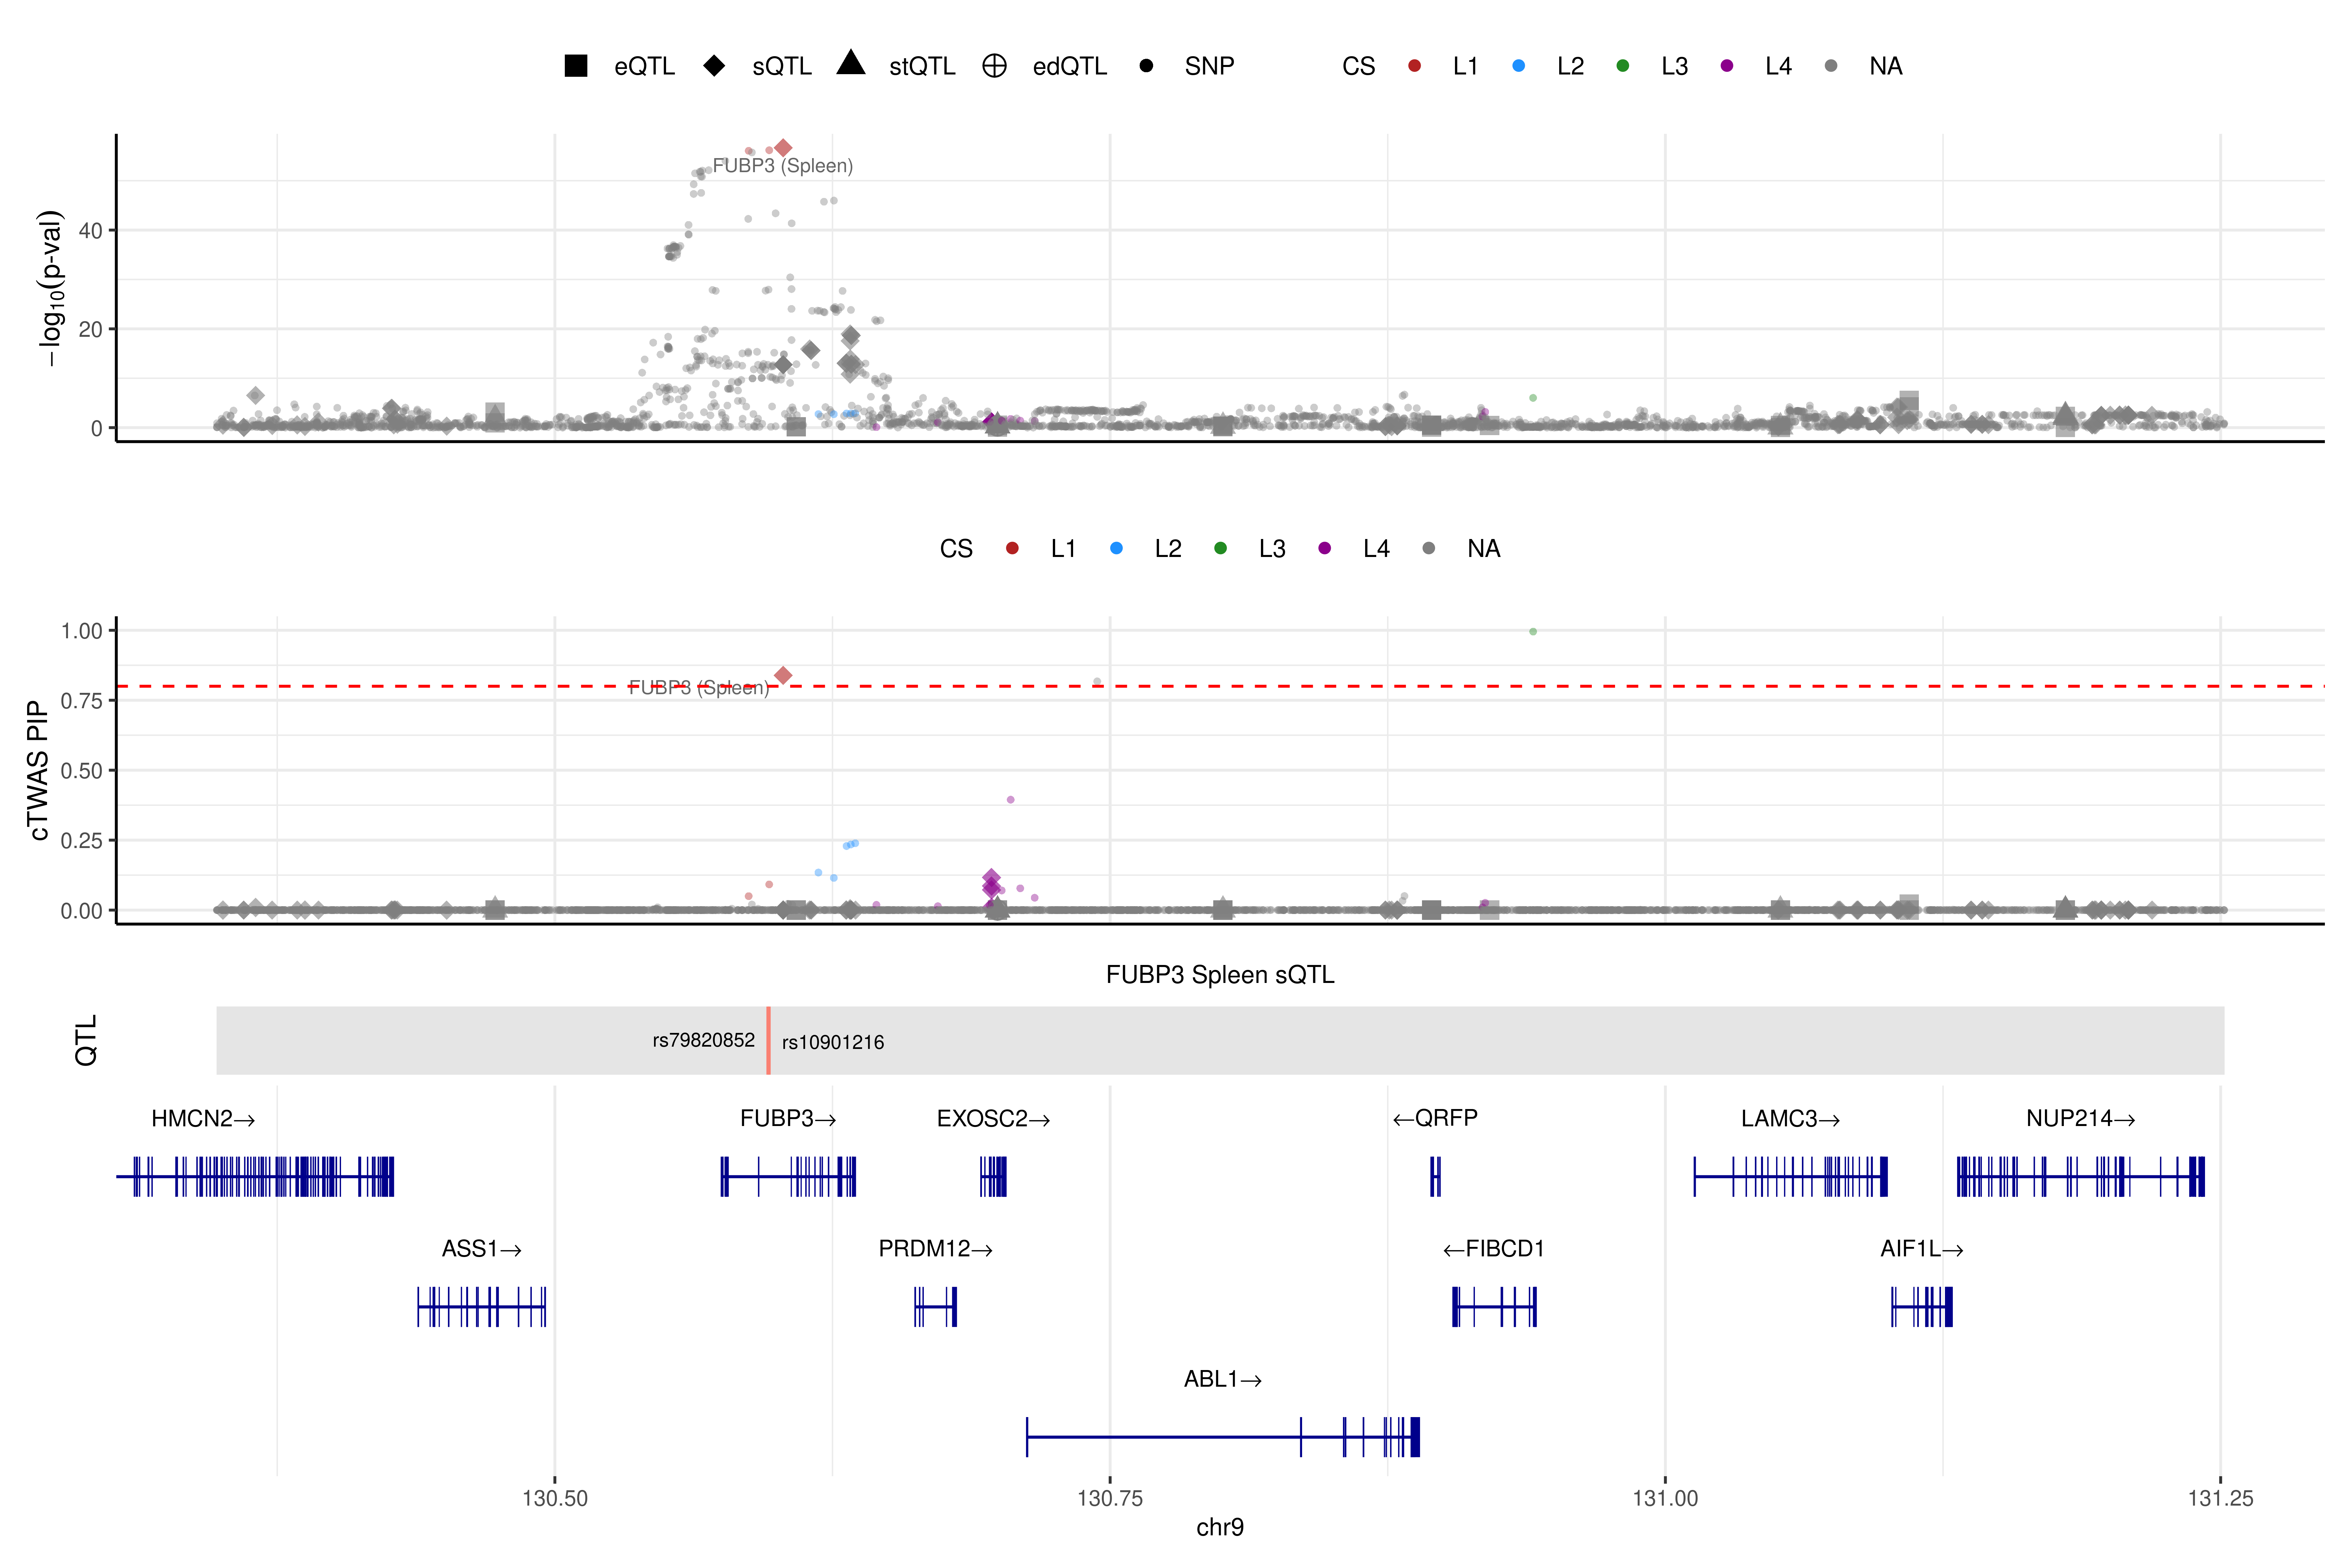 eQTL sQTL stQTL edQTL SNP CS L1 L2 L3 L4 NA
−log10(p-val)
40
20
0
FUBP3 (Spleen)
CS L1 L2 L3 L4 NA
cTWAS PIP
1.00
0.75
0.50
0.25
0.00
FUBP3 (Spleen)
FUBP3 Spleen sQTL
QTL
rs79820852 rs10901216
HMCN2→ FUBP3→ EXOSC2→ ←QRFP LAMC3→ NUP214→
ASS1→ PRDM12→ ←FIBCD1 AIF1L→
ABL1→
130.50 130.75 131.00 131.25
chr9